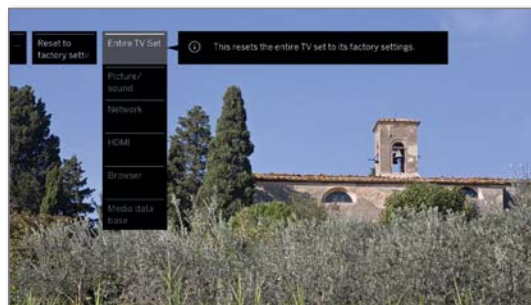 ...
Reset to
factory setti
Entire TV Set
This resets the entire TV set to its factory settings.
Picture/
sound
Network
HDMI
Browser
Media data
base